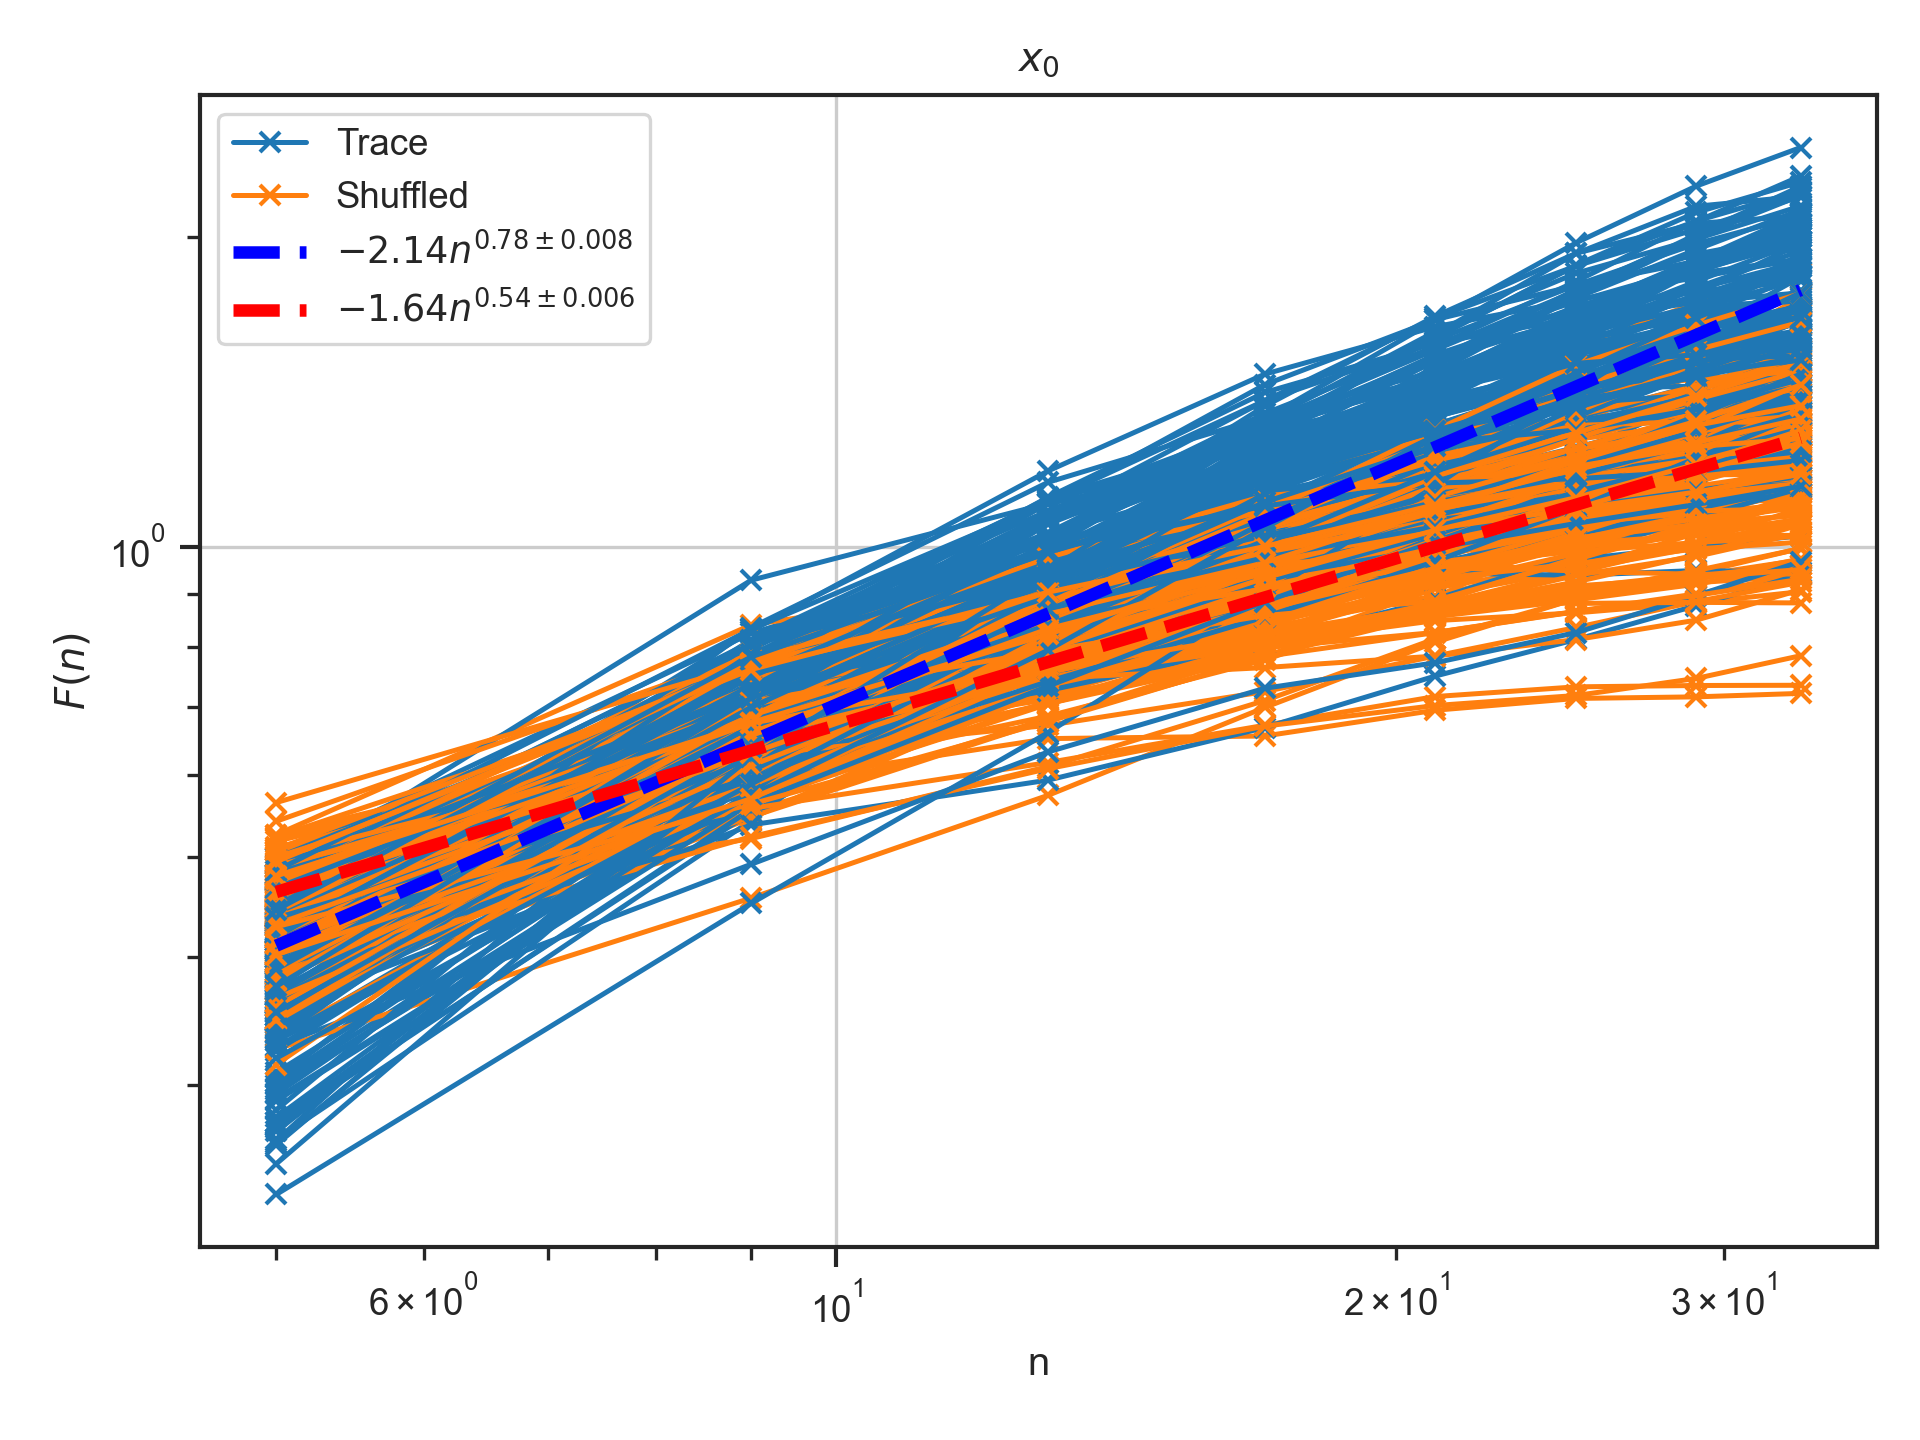 x₀
Trace
Shuffled
−2.14n^0.78±0.008
−1.64n^0.54±0.006
F(n)
10⁰
6×10⁰
10¹
2×10¹
3×10¹
n